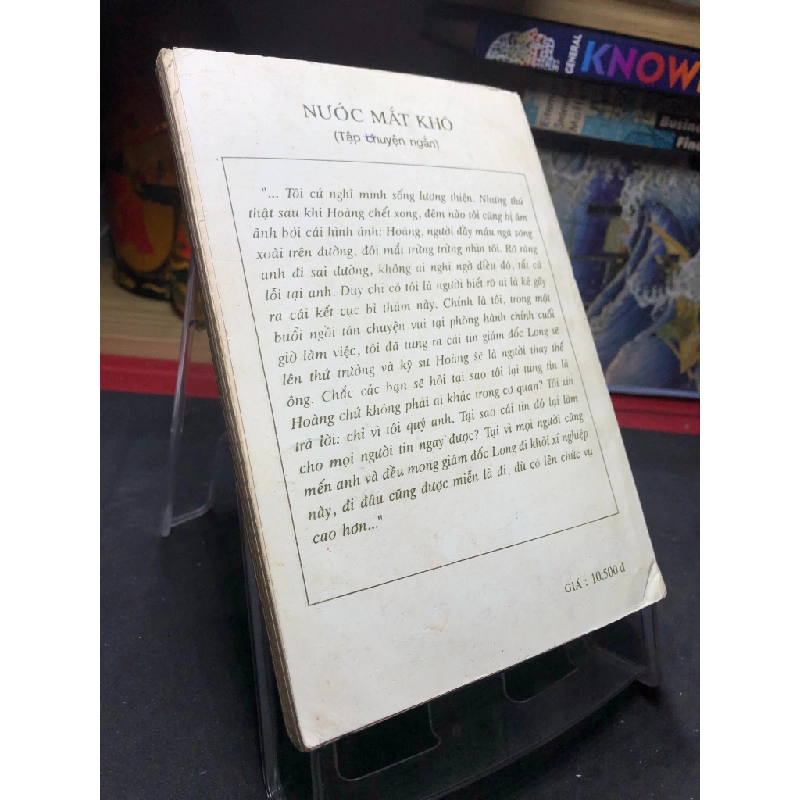 GENERAL
KNOW
Business
Fine
NƯỚC MẮT KHÔ
(Tập chuyện ngắn)
"... Tôi cứ nghĩ mình sống lương thiện. Nhưng thú
thật sau khi Hoàng chết xong, đêm nào tôi cũng bị ám
ảnh bởi cái hình ảnh: Hoàng, người đầy máu ngã sóng
xoài trên đường, đôi mắt trừng trừng nhìn tôi. Rõ ràng
anh đi sai đường, không ai nghi ngờ điều đó, tất cả
lỗi tại anh. Duy chỉ có tôi là người biết rõ ai là kẻ gây
ra cái kết cục bi thảm này. Chính là tôi, trong một
buổi ngồi tán chuyện vui tại phòng hành chính cuối
giờ làm việc, tôi đã tung ra cái tin giám đốc Long sẽ
lên thứ trưởng và kỹ sư Hoàng sẽ là người thay thế
ông. Chắc các bạn sẽ hỏi tại sao tôi lại tung tin là
Hoàng chứ không phải ai khác trong cơ quan? Tôi xin
trả lời: chỉ vì tôi quý anh. Tại sao cái tin đó lại làm
cho mọi người tin ngay được? Tại vì mọi người cũng
mến anh và đều mong giám đốc Long đi khỏi xí nghiệp
này, đi đâu cũng được miễn là đi, dù có lên chức vụ
cao hơn..."
GIÁ : 10.500 đ